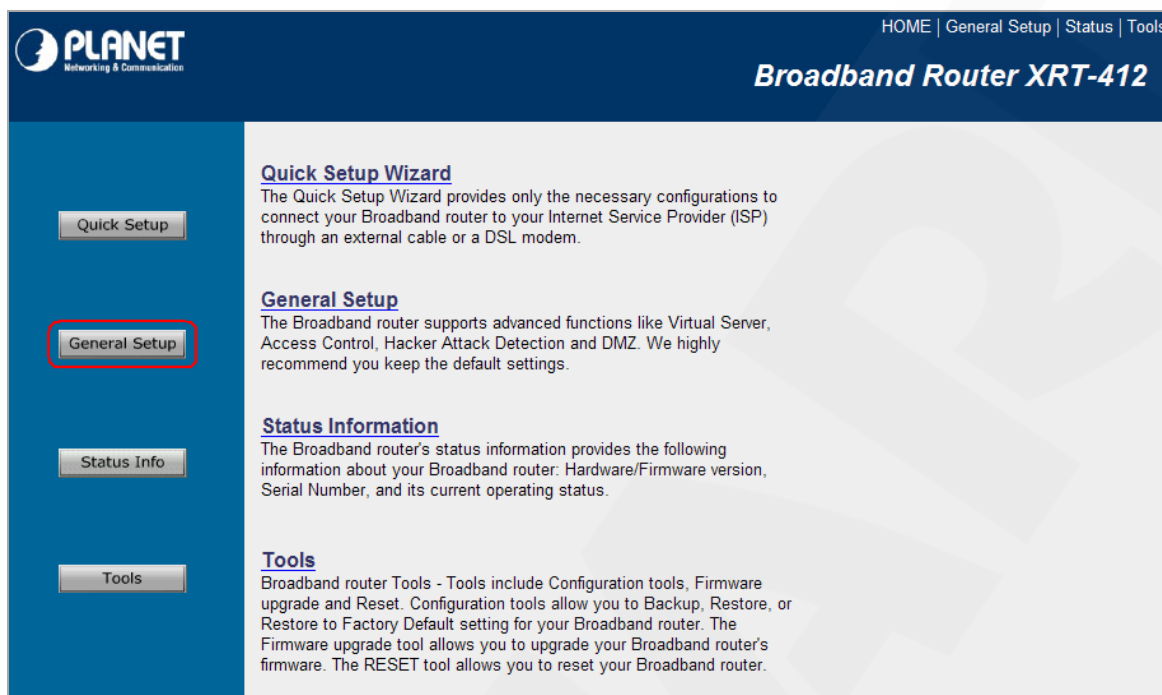 PLANET
Networking & Communication
HOME | General Setup | Status | Tools
Broadband Router XRT-412
Quick Setup
Quick Setup Wizard
The Quick Setup Wizard provides only the necessary configurations to
connect your Broadband router to your Internet Service Provider (ISP)
through an external cable or a DSL modem.
General Setup
General Setup
The Broadband router supports advanced functions like Virtual Server,
Access Control, Hacker Attack Detection and DMZ. We highly
recommend you keep the default settings.
Status Info
Status Information
The Broadband router's status information provides the following
information about your Broadband router: Hardware/Firmware version,
Serial Number, and its current operating status.
Tools
Tools
Broadband router Tools - Tools include Configuration tools, Firmware
upgrade and Reset. Configuration tools allow you to Backup, Restore, or
Restore to Factory Default setting for your Broadband router. The
Firmware upgrade tool allows you to upgrade your Broadband router's
firmware. The RESET tool allows you to reset your Broadband router.